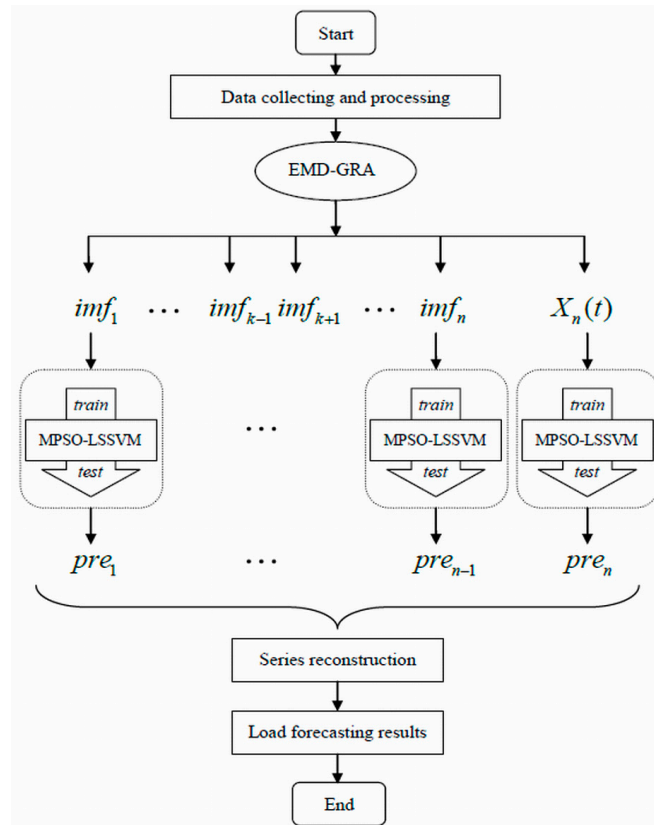 Start
Data collecting and processing
EMD-GRA
imf₁ ⋯ imfₖ₋₁ imfₖ₊₁ ⋯ imfₙ Xₙ(t)
train train train
MPSO-LSSVM ⋯ MPSO-LSSVM MPSO-LSSVM
test test test
pre₁ ⋯ preₙ₋₁ preₙ
Series reconstruction
Load forecasting results
End